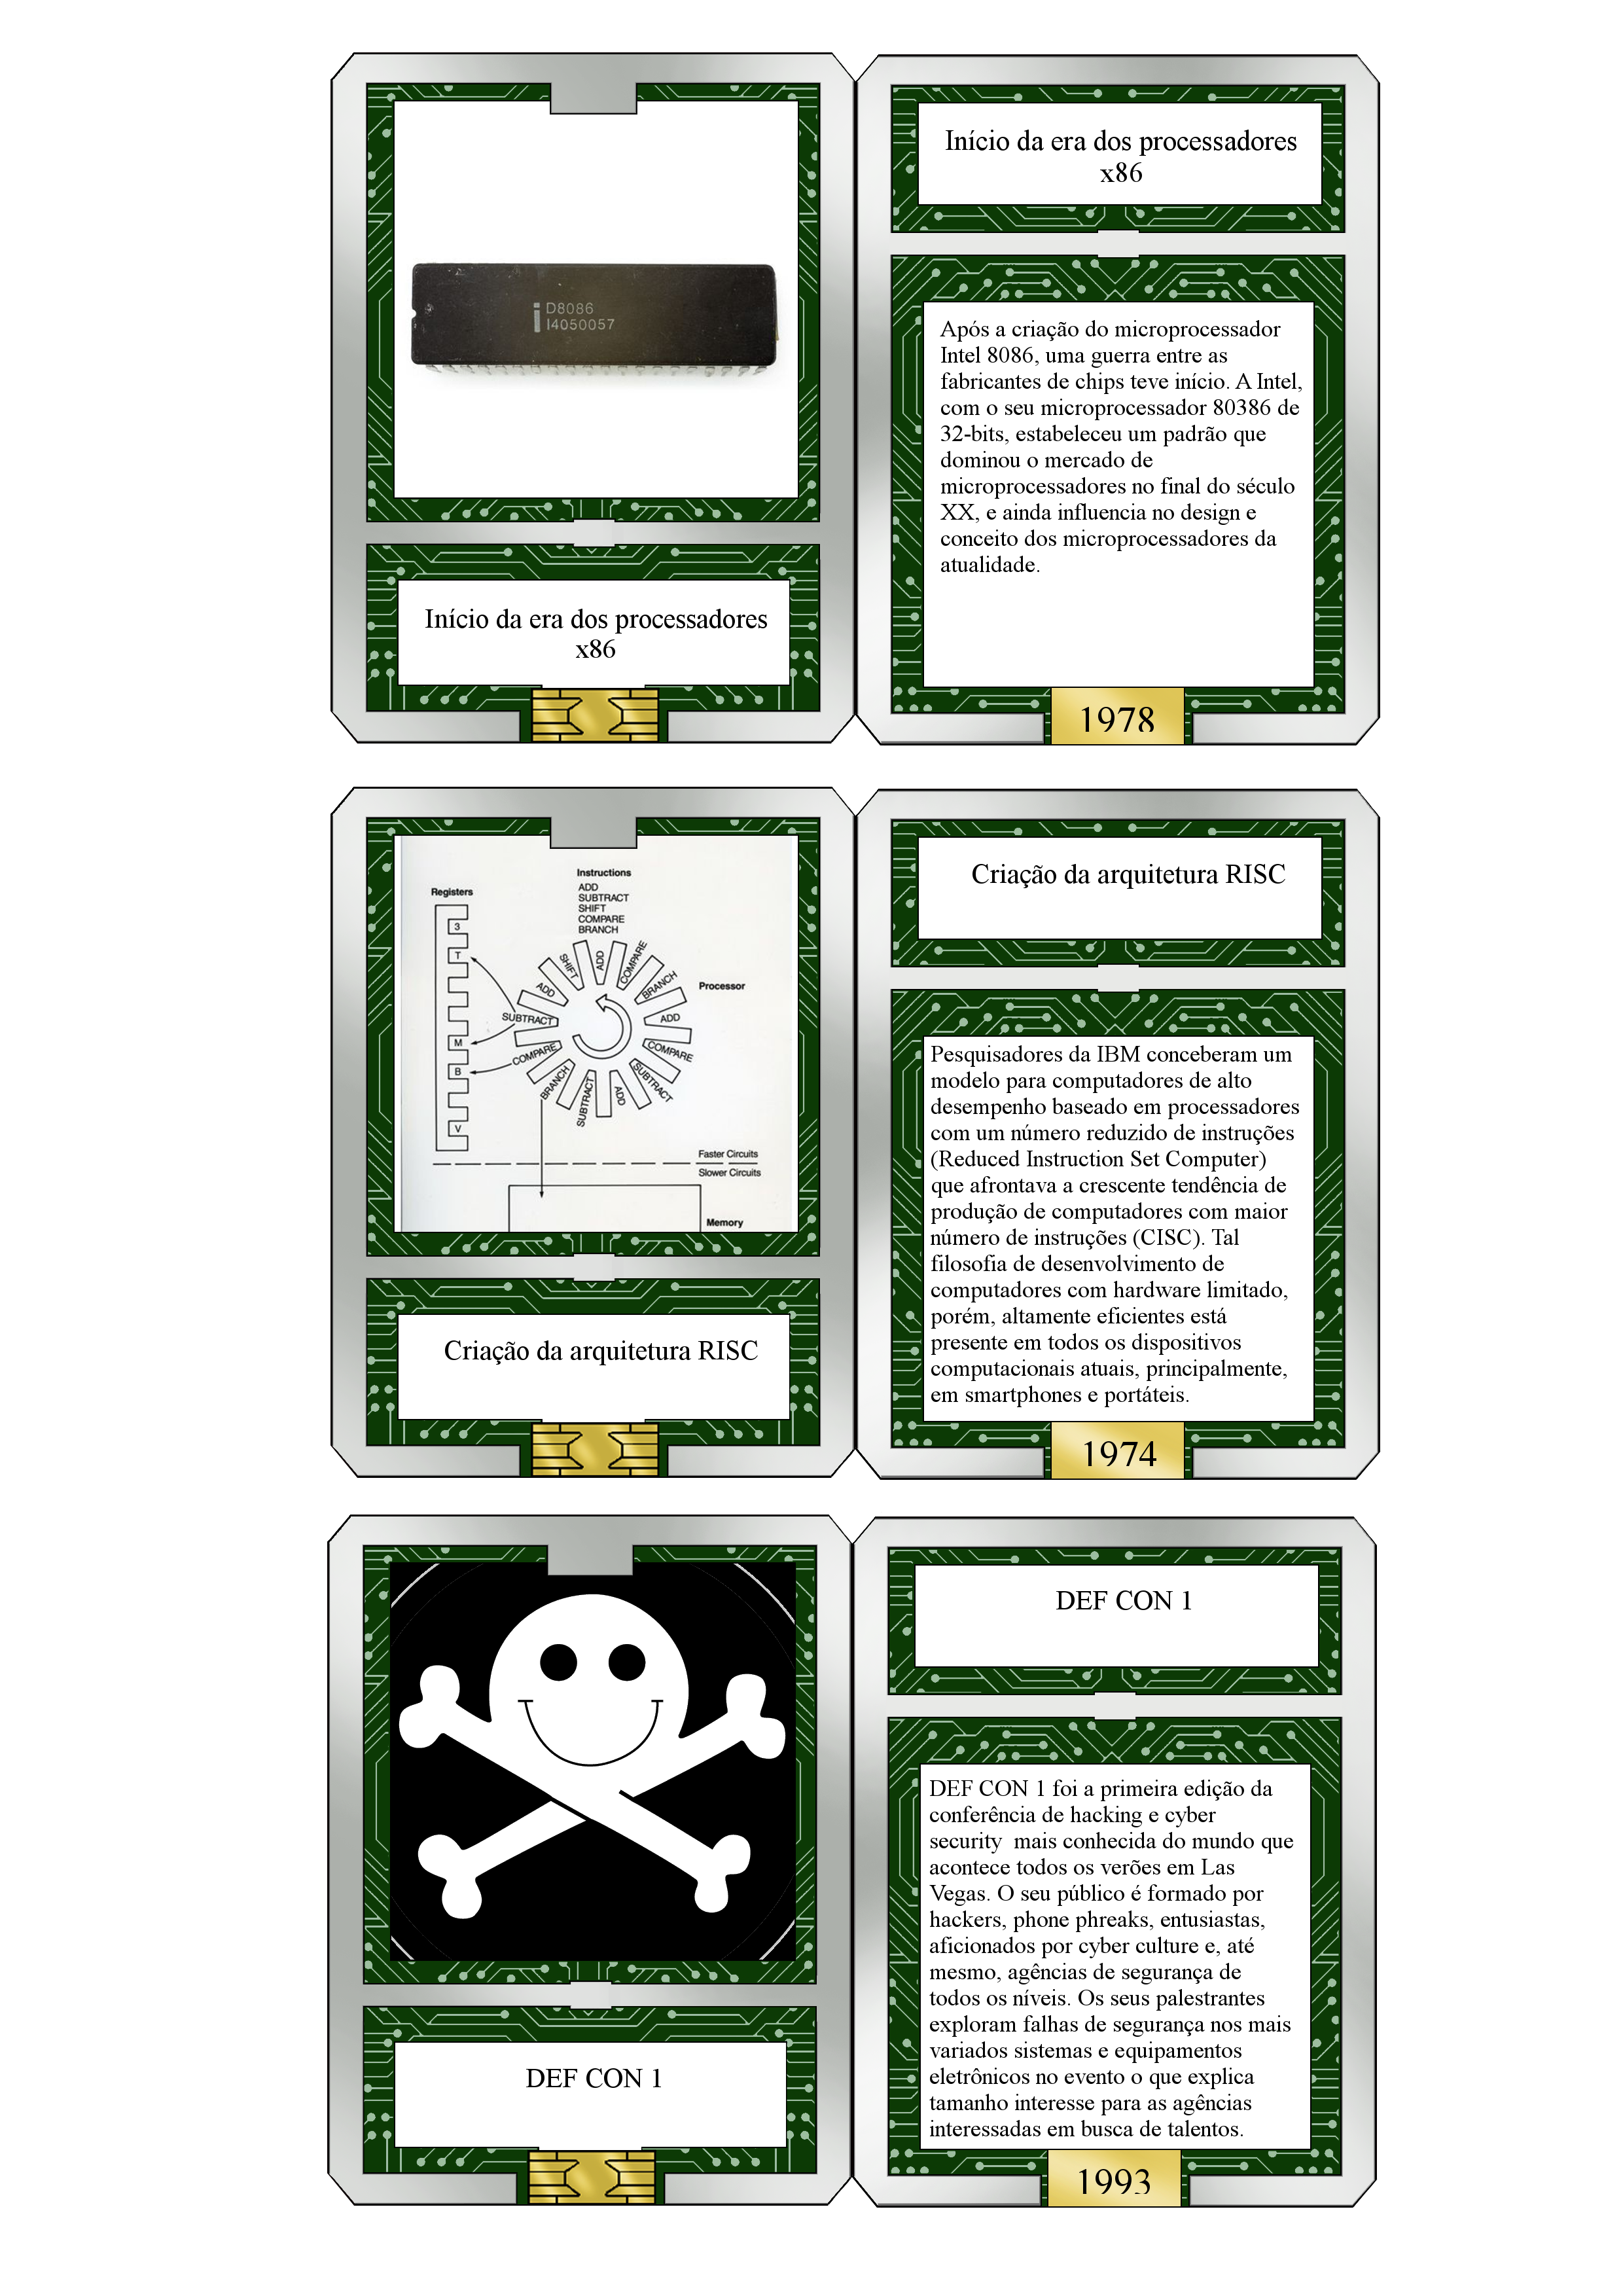 D8086
I4050057
Início da era dos processadores
x86
Início da era dos processadores
x86
Após a criação do microprocessador
Intel 8086, uma guerra entre as
fabricantes de chips teve início. A Intel,
com o seu microprocessador 80386 de
32-bits, estabeleceu um padrão que
dominou o mercado de
microprocessadores no final do século
XX, e ainda influencia no design e
conceito dos microprocessadores da
atualidade.
1978
Instructions
ADD
SUBTRACT
SHIFT
COMPARE
BRANCH
Registers
3
T
M
B
V
SHIFT
ADD
COMPARE
BRANCH
ADD
COMPARE
SUBTRACT
ADD
SUBTRACT
BRANCH
COMPARE
SUBTRACT
ADD
Processor
Faster Circuits
Slower Circuits
Memory
Criação da arquitetura RISC
Criação da arquitetura RISC
Pesquisadores da IBM conceberam um
modelo para computadores de alto
desempenho baseado em processadores
com um número reduzido de instruções
(Reduced Instruction Set Computer)
que afrontava a crescente tendência de
produção de computadores com maior
número de instruções (CISC). Tal
filosofia de desenvolvimento de
computadores com hardware limitado,
porém, altamente eficientes está
presente em todos os dispositivos
computacionais atuais, principalmente,
em smartphones e portáteis.
1974
DEF CON 1
DEF CON 1
DEF CON 1 foi a primeira edição da
conferência de hacking e cyber
security  mais conhecida do mundo que
acontece todos os verões em Las
Vegas. O seu público é formado por
hackers, phone phreaks, entusiastas,
aficionados por cyber culture e, até
mesmo, agências de segurança de
todos os níveis. Os seus palestrantes
exploram falhas de segurança nos mais
variados sistemas e equipamentos
eletrônicos no evento o que explica
tamanho interesse para as agências
interessadas em busca de talentos.
1993